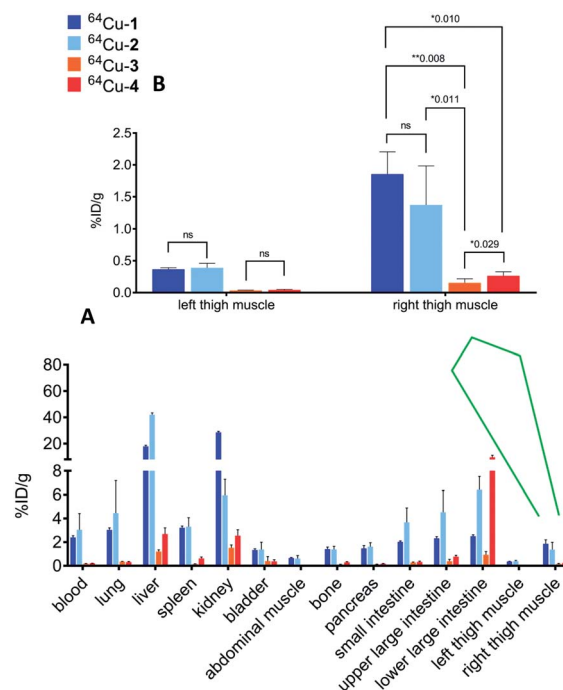 64Cu-1
64Cu-2
64Cu-3
64Cu-4
B
*0.010
**0.008
*0.011
ns
*0.029
ns
ns
2.5
2.0
1.5
1.0
0.5
0.0
%ID/g
left thigh muscle
right thigh muscle
A
80
60
40
20
8
6
4
2
0
%ID/g
blood
lung
liver
spleen
kidney
bladder
abdominal muscle
bone
pancreas
small intestine
upper large intestine
lower large intestine
left thigh muscle
right thigh muscle